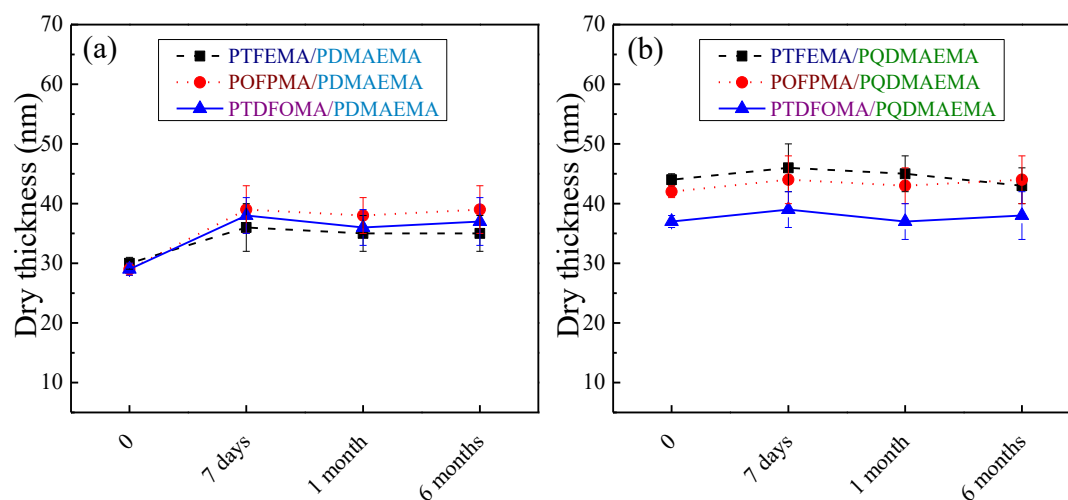 (a)
PTFEMA/PDMAEMA
POFPMA/PDMAEMA
PTDFOMA/PDMAEMA
Dry thickness (nm)
70
60
50
40
30
20
10
0
7 days
1 month
6 months
(b)
PTFEMA/PQDMAEMA
POFPMA/PQDMAEMA
PTDFOMA/PQDMAEMA
Dry thickness (nm)
70
60
50
40
30
20
10
0
7 days
1 month
6 months